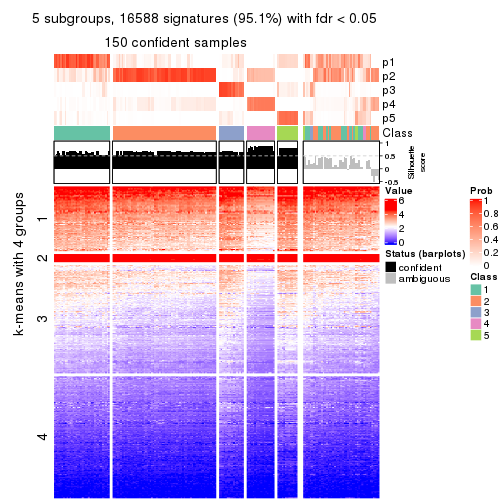 5 subgroups, 16588 signatures (95.1%) with fdr < 0.05
150 confident samples
p1
p2
p3
p4
p5
Class
1
0.5
0
-0.5
Silhouette
score
k-means with 4 groups
1
2
3
4
Value
6
4
2
0
Status (barplots)
confident
ambiguous
Prob
1
0.8
0.6
0.4
0.2
0
Class
1
2
3
4
5